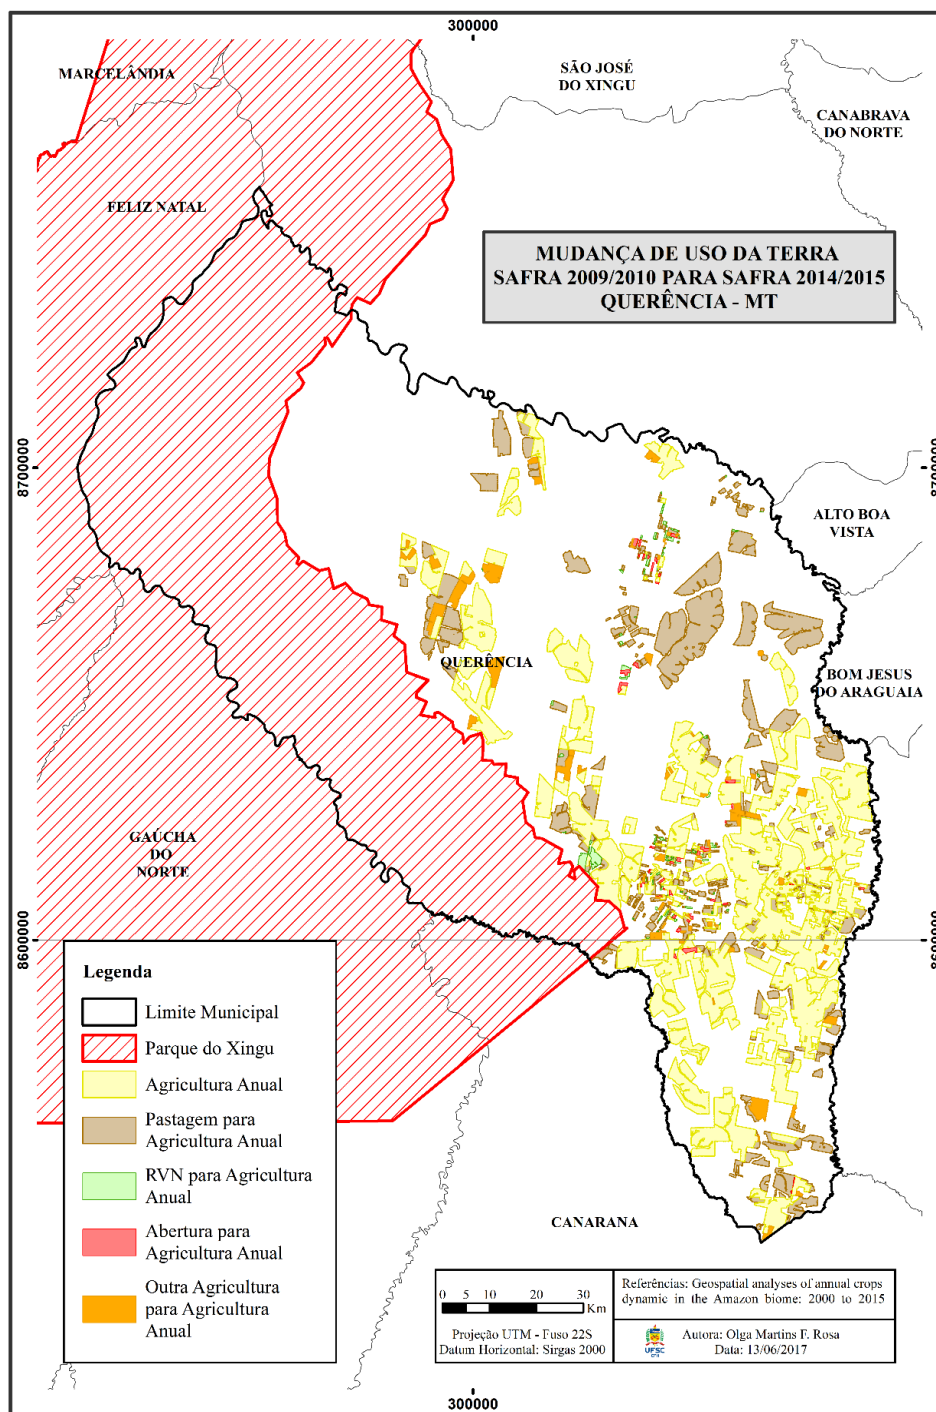 300000
MARCELÂNDIA
SÃO JOSÉ
DO XINGU
CANABRAVA
DO NORTE
FELIZ NATAL
MUDANÇA DE USO DA TERRA
SAFRA 2009/2010 PARA SAFRA 2014/2015
QUERÊNCIA - MT
8700000
8700000
ALTO BOA
VISTA
QUERÊNCIA
BOM JESUS
DO ARAGUAIA
GAÚCHA
DO
NORTE
8600000
8600000
Legenda
Limite Municipal
Parque do Xingu
Agricultura Anual
Pastagem para
Agricultura Anual
RVN para Agricultura
Anual
Abertura para
Agricultura Anual
Outra Agricultura
para Agricultura
Anual
CANARANA
0 5 10 20 30
Km
Projeção UTM - Fuso 22S
Datum Horizontal: Sirgas 2000
Referências: Geospatial analyses of annual crops
dynamic in the Amazon biome: 2000 to 2015
UFSC
Autora: Olga Martins F. Rosa
Data: 13/06/2017
300000